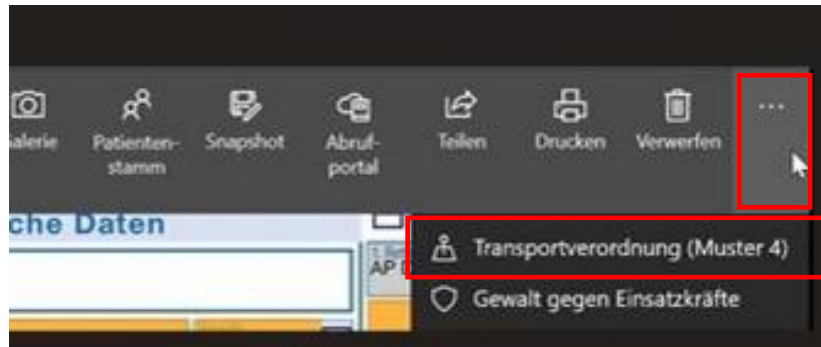 alerie
Patienten-
stamm
Snapshot
Abruf-
portal
Teilen
Drucken
Verwerfen
...
che Daten
AP
Transportverordnung (Muster 4)
Gewalt gegen Einsatzkräfte